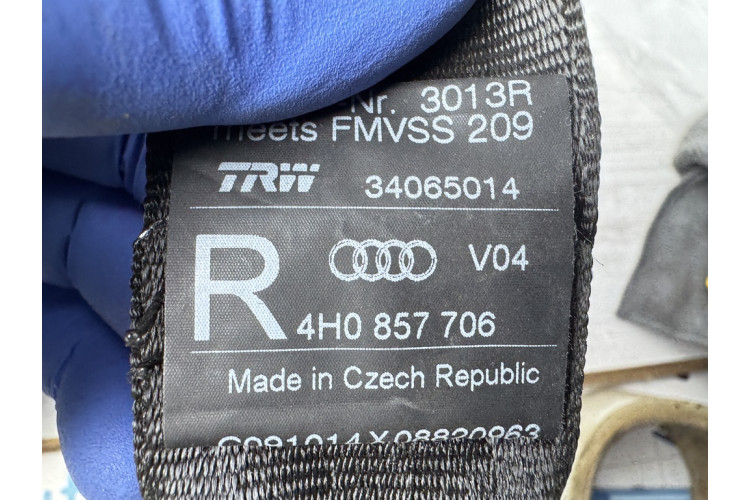 -Nr. 3013R
meets FMVSS 209
TRW 34065014
R V04
4H0 857 706
Made in Czech Republic